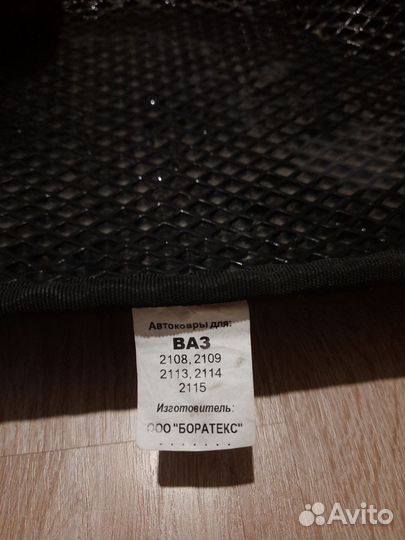 Автоковры для:
ВАЗ
2108, 2109
2113, 2114
2115
Изготовитель:
ООО "БОРАТЕКС"
Avito